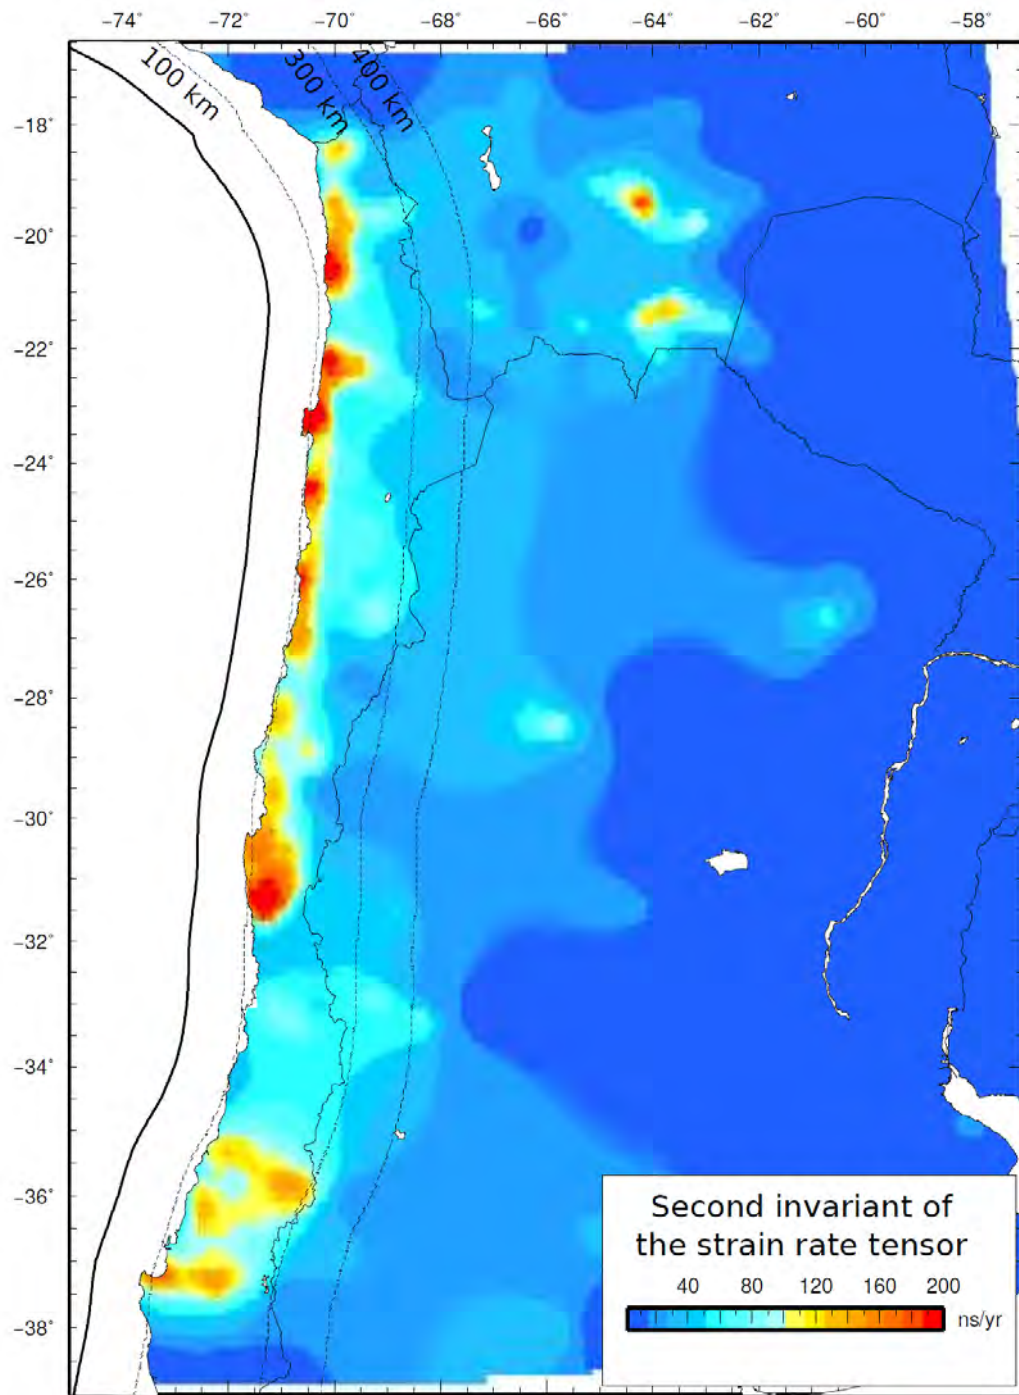 −74 −72 −70 −68 −66 −64 −62 −60 −58
100 km
300 km
400 km
−18°
−20°
−22°
−24°
−26°
−28°
−30°
−32°
−34°
−36°
−38°
Second invariant of
the strain rate tensor
40 80 120 160 200
ns/yr